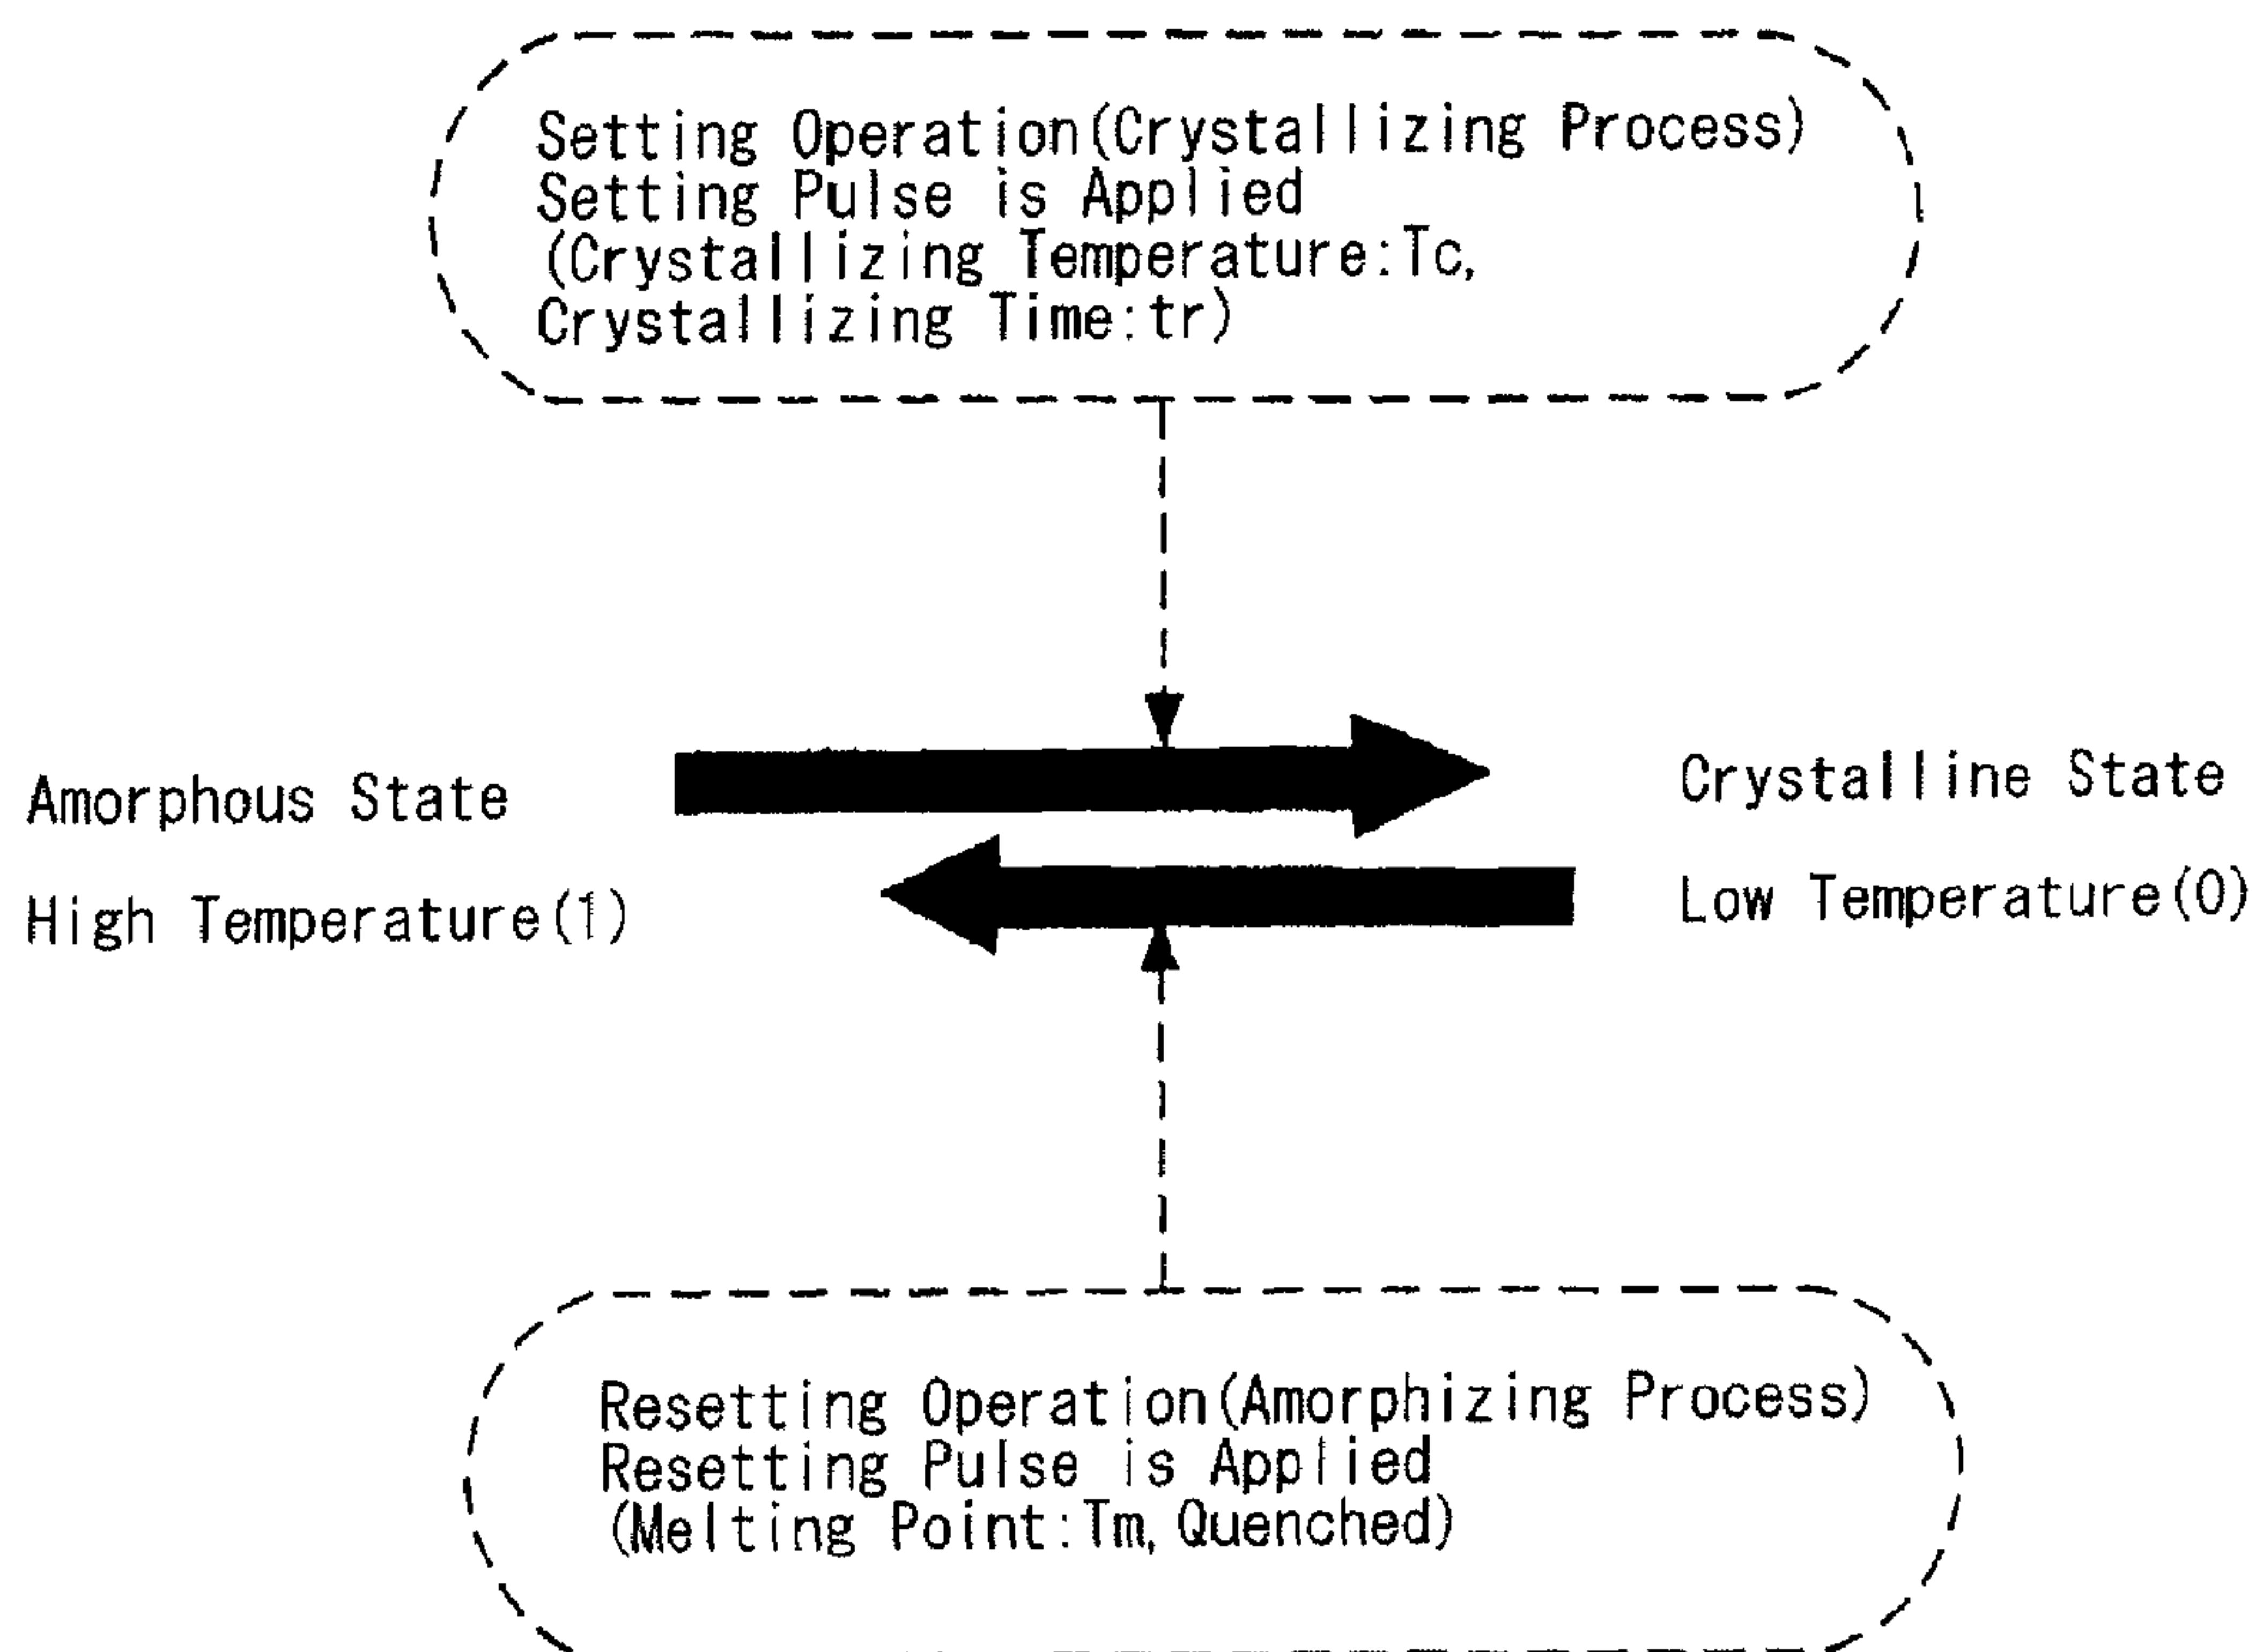 Setting Operation(Crystallizing Process)
Setting Pulse is Applied
(Crystallizing Temperature:Tc,
Crystallizing Time:tr)
Amorphous State
Crystalline State
High Temperature(1)
Low Temperature(0)
Resetting Operation(Amorphizing Process)
Resetting Pulse is Applied
(Melting Point:Tm,Quenched)